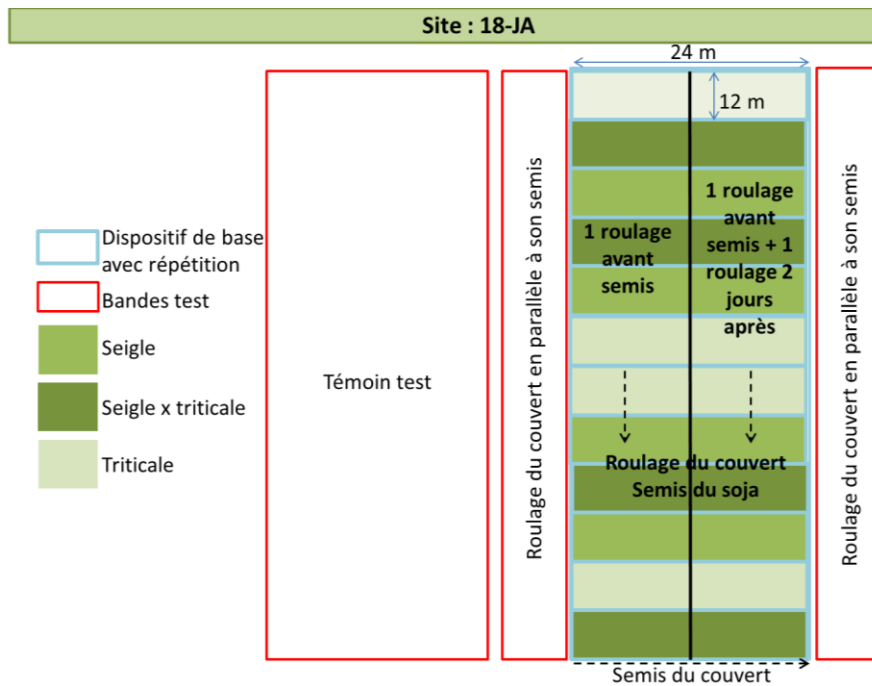 Site : 18-JA
24 m
12 m
Dispositif de base
avec répétition
Bandes test
Seigle
Seigle x triticale
Triticale
Témoin test
Roulage du couvert en parallèle à son semis
1 roulage
avant
semis
1 roulage
avant
semis + 1
roulage 2
jours
après
Roulage du couvert
Semis du soja
Roulage du couvert en parallèle à son semis
Semis du couvert